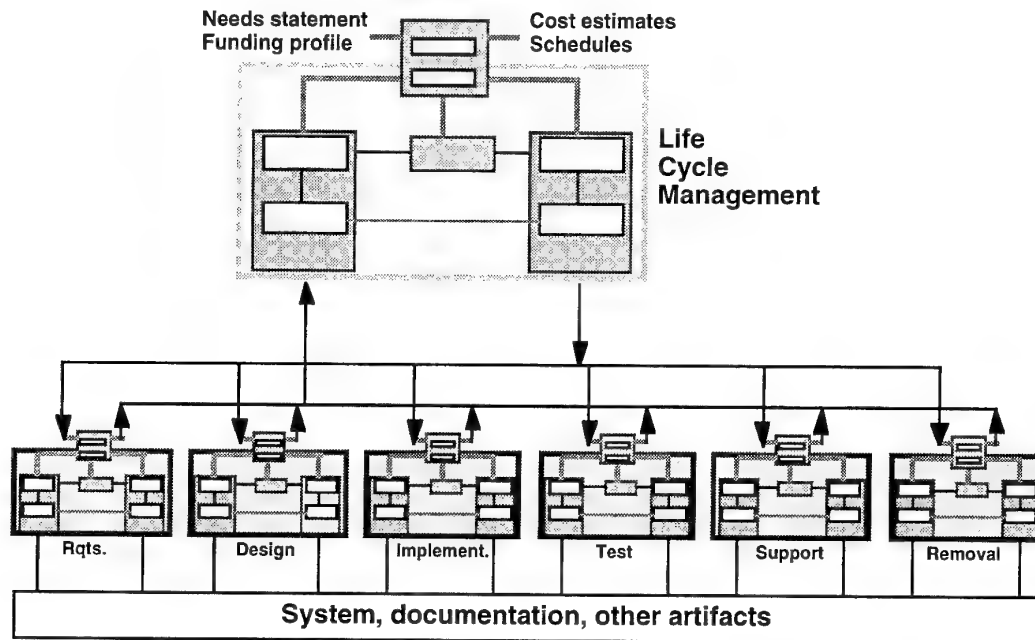 Needs statement
Funding profile
Cost estimates
Schedules
Life
Cycle
Management
Rqts.
Design
Implement.
Test
Support
Removal
System, documentation, other artifacts